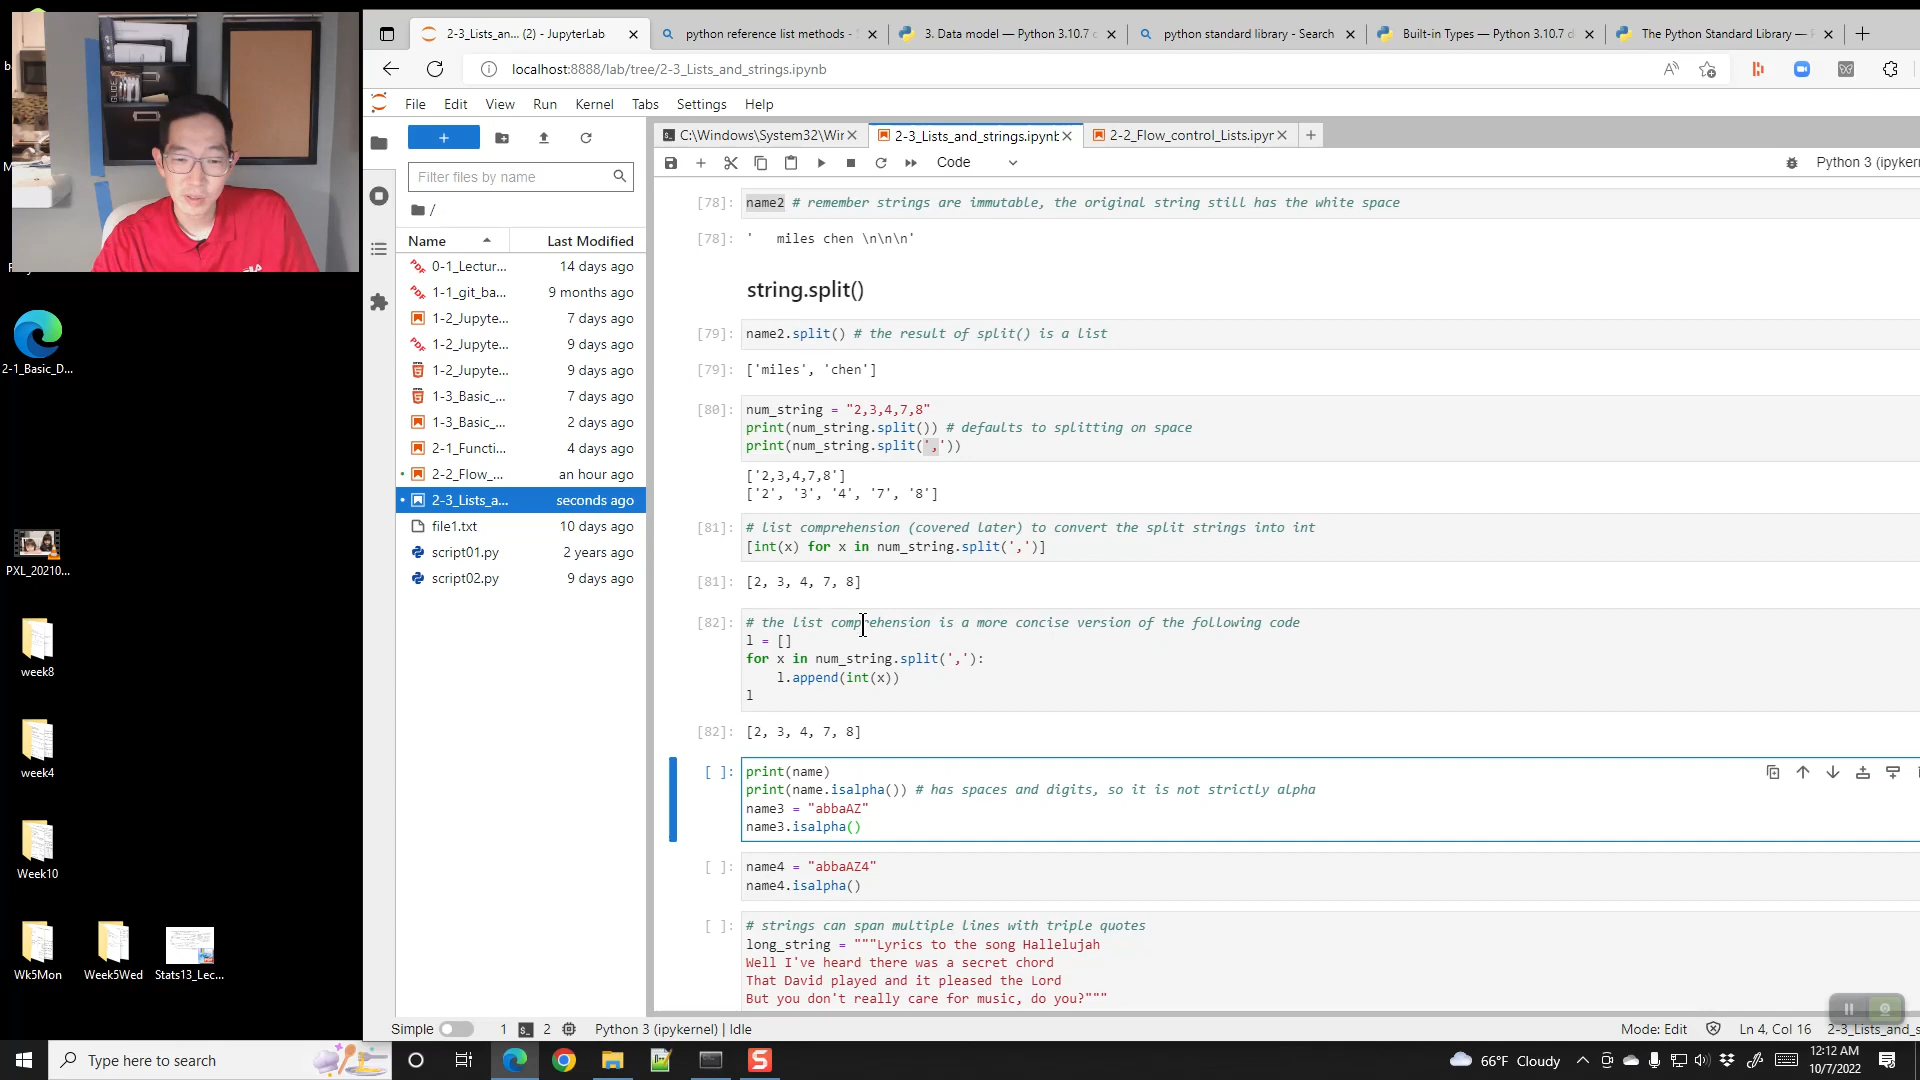 2-3_Lists_an... (2) - JupyterLab
python reference list methods -
3. Data model — Python 3.10.7 d
python standard library - Search
Built-in Types — Python 3.10.7 d
The Python Standard Library —
localhost:8888/lab/tree/2-3_Lists_and_strings.ipynb
File Edit View Run Kernel Tabs Settings Help
C:\Windows\System32\Wir
2-3_Lists_and_strings.ipynb
2-2_Flow_control_Lists.ipyr
Code
Python 3 (ipykern
Filter files by name
/
Name Last Modified
0-1_Lectur... 14 days ago
1-1_git_ba... 9 months ago
1-2_Jupyte... 7 days ago
1-2_Jupyte... 9 days ago
1-2_Jupyte... 9 days ago
1-3_Basic_... 7 days ago
1-3_Basic_... 2 days ago
2-1_Functi... 4 days ago
2-2_Flow_... an hour ago
2-3_Lists_a... seconds ago
file1.txt 10 days ago
script01.py 2 years ago
script02.py 9 days ago
[78]: name2 # remember strings are immutable, the original string still has the white space
[78]: '   miles chen \n\n\n'
string.split()
[79]: name2.split() # the result of split() is a list
[79]: ['miles', 'chen']
[80]: num_string = "2,3,4,7,8"
print(num_string.split()) # defaults to splitting on space
print(num_string.split(','))
['2,3,4,7,8']
['2', '3', '4', '7', '8']
[81]: # list comprehension (covered later) to convert the split strings into int
[int(x) for x in num_string.split(',')]
[81]: [2, 3, 4, 7, 8]
[82]: # the list comprehension is a more concise version of the following code
l = []
for x in num_string.split(','):
    l.append(int(x))
l
[82]: [2, 3, 4, 7, 8]
[ ]: print(name)
print(name.isalpha()) # has spaces and digits, so it is not strictly alpha
name3 = "abbaAZ"
name3.isalpha()
[ ]: name4 = "abbaAZ4"
name4.isalpha()
[ ]: # strings can span multiple lines with triple quotes
long_string = """Lyrics to the song Hallelujah
Well I've heard there was a secret chord
That David played and it pleased the Lord
But you don't really care for music, do you?"""
Simple 1 2 Python 3 (ipykernel) | Idle
Mode: Edit Ln 4, Col 16 2-3_Lists_and_s
2-1_Basic_D...
PXL_20210...
week8
week4
Week10
Wk5Mon
Week5Wed
Stats13_Lec...
Type here to search
66°F Cloudy
12:12 AM
10/7/2022